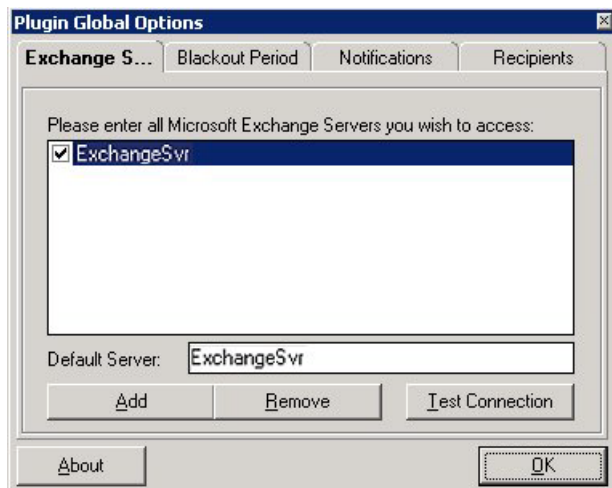 Plugin Global Options
Exchange S... Blackout Period Notifications Recipients
Please enter all Microsoft Exchange Servers you wish to access:
ExchangeSvr
Default Server: ExchangeSvr
Add Remove Test Connection
About OK